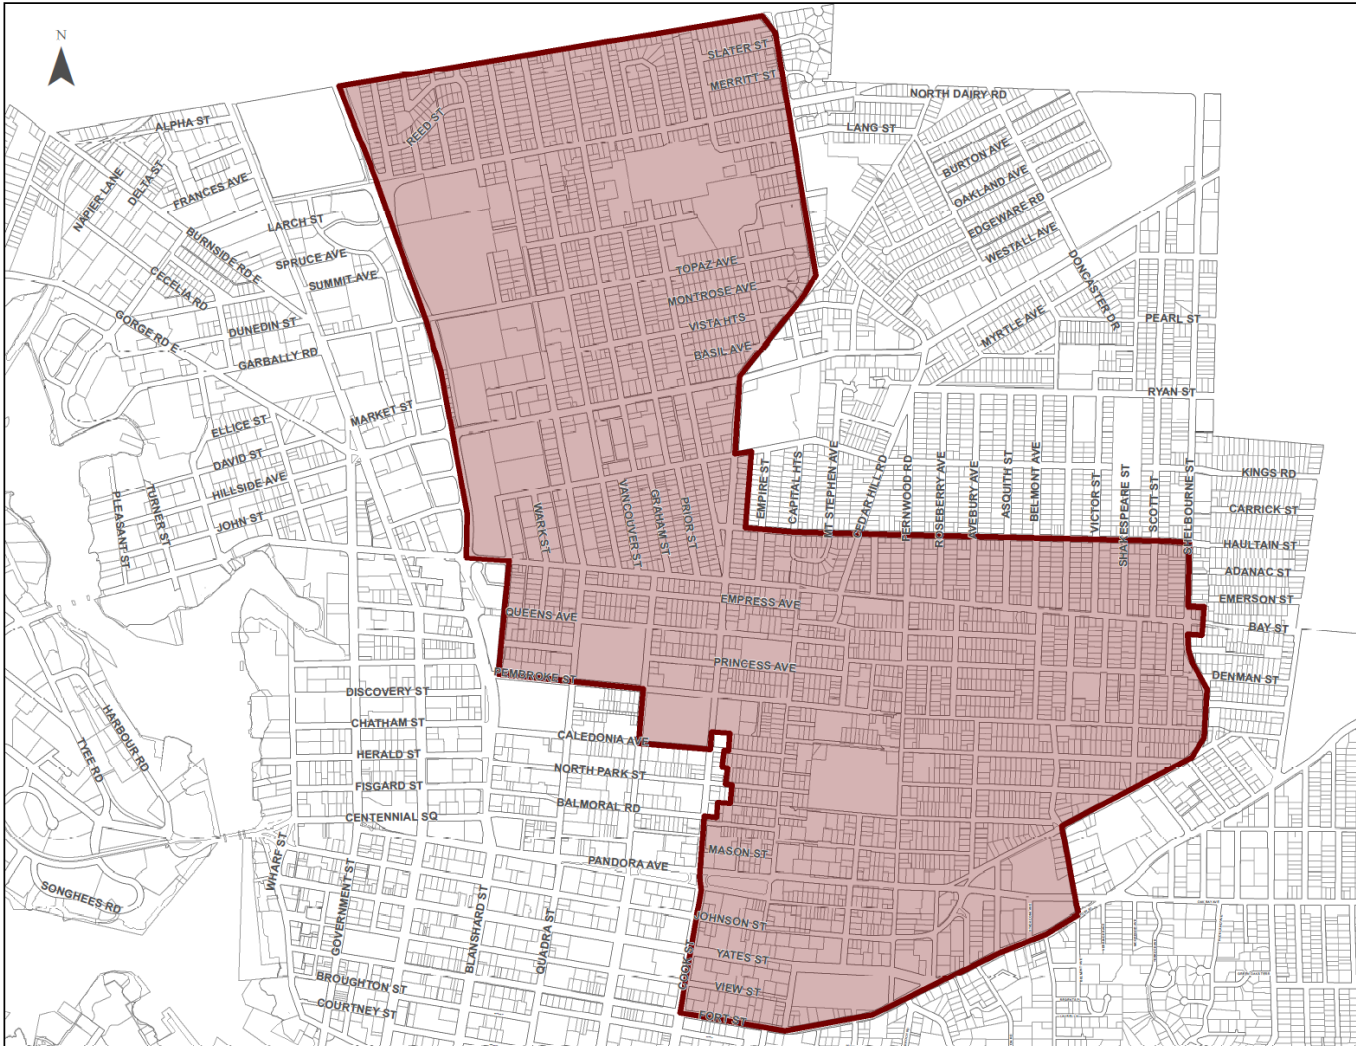 N
SLATER ST
MERRITT ST
NORTH DAIRY RD
ALPHA ST
REED ST
LANG ST
BURTON AVE
NAPIER LANE
DELTA ST
FRANCES AVE
OAKLAND AVE
EDGEWARE RD
LARCH ST
BURNSIDE RD E
WESTALL AVE
SPRUCE AVE
TOPAZ AVE
DONCASTER DR
CECELIA RD
SUMMIT AVE
MONTROSE AVE
GORGE RD E
DUNEDIN ST
VISTA HTS
MYRTLE AVE
PEARL ST
GARBALLY RD
BASIL AVE
RYAN ST
MARKET ST
ELLICE ST
DAVID ST
HILLSIDE AVE
JOHN ST
PLEASANT ST
TURNER ST
WARK ST
VANCOUVER ST
GRAHAM ST
PRIOR ST
EMPIRE ST
CAPITAL HTS
MT STEPHEN AVE
CEDAR HILL RD
FERNWOOD RD
ROSEBERRY AVE
AVEBURY AVE
ASQUITH ST
BELMONT AVE
VICTOR ST
SHAKESPEARE ST
SCOTT ST
SHELBOURNE ST
KINGS RD
CARRICK ST
HAULTAIN ST
ADANAC ST
EMERSON ST
BAY ST
DENMAN ST
QUEENS AVE
EMPRESS AVE
PEMBROKE ST
PRINCESS AVE
DISCOVERY ST
CHATHAM ST
HARBOUR RD
TYEE RD
CALEDONIA AVE
HERALD ST
NORTH PARK ST
FISGARD ST
BALMORAL RD
CENTENNIAL SQ
MASON ST
WHARF ST
PANDORA AVE
SONGHEES RD
GOVERNMENT ST
BLANSHARD ST
QUADRA ST
COOK ST
JOHNSON ST
YATES ST
VIEW ST
BROUGHTON ST
COURTNEY ST
FORT ST